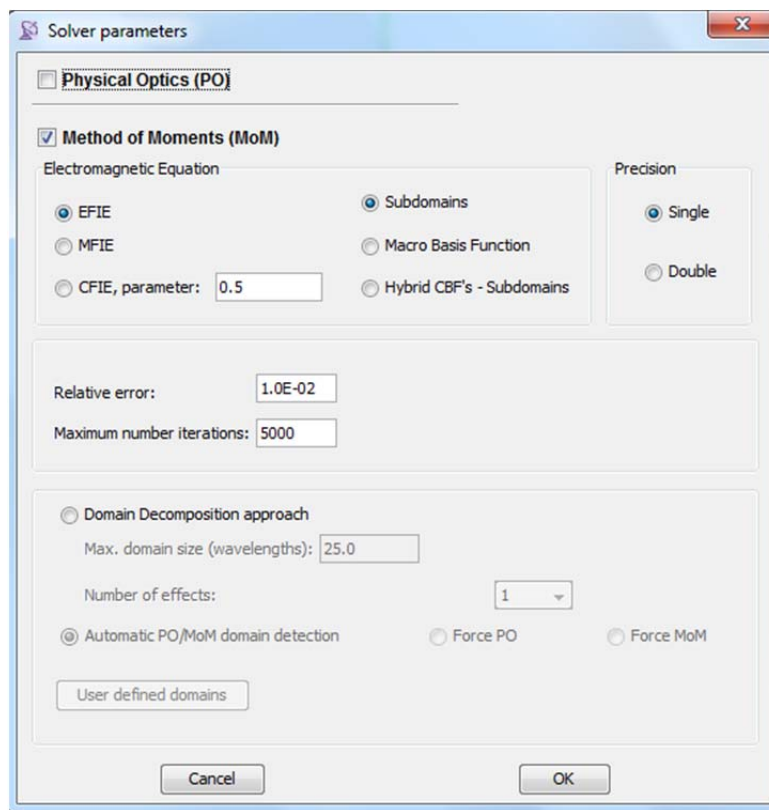 Solver parameters
Physical Optics (PO)
Method of Moments (MoM)
Electromagnetic Equation
Precision
EFIE
Subdomains
Single
MFIE
Macro Basis Function
Double
CFIE, parameter: 0.5
Hybrid CBF's - Subdomains
Relative error: 1.0E-02
Maximum number iterations: 5000
Domain Decomposition approach
Max. domain size (wavelengths): 25.0
Number of effects: 1
Automatic PO/MoM domain detection Force PO Force MoM
User defined domains
Cancel OK